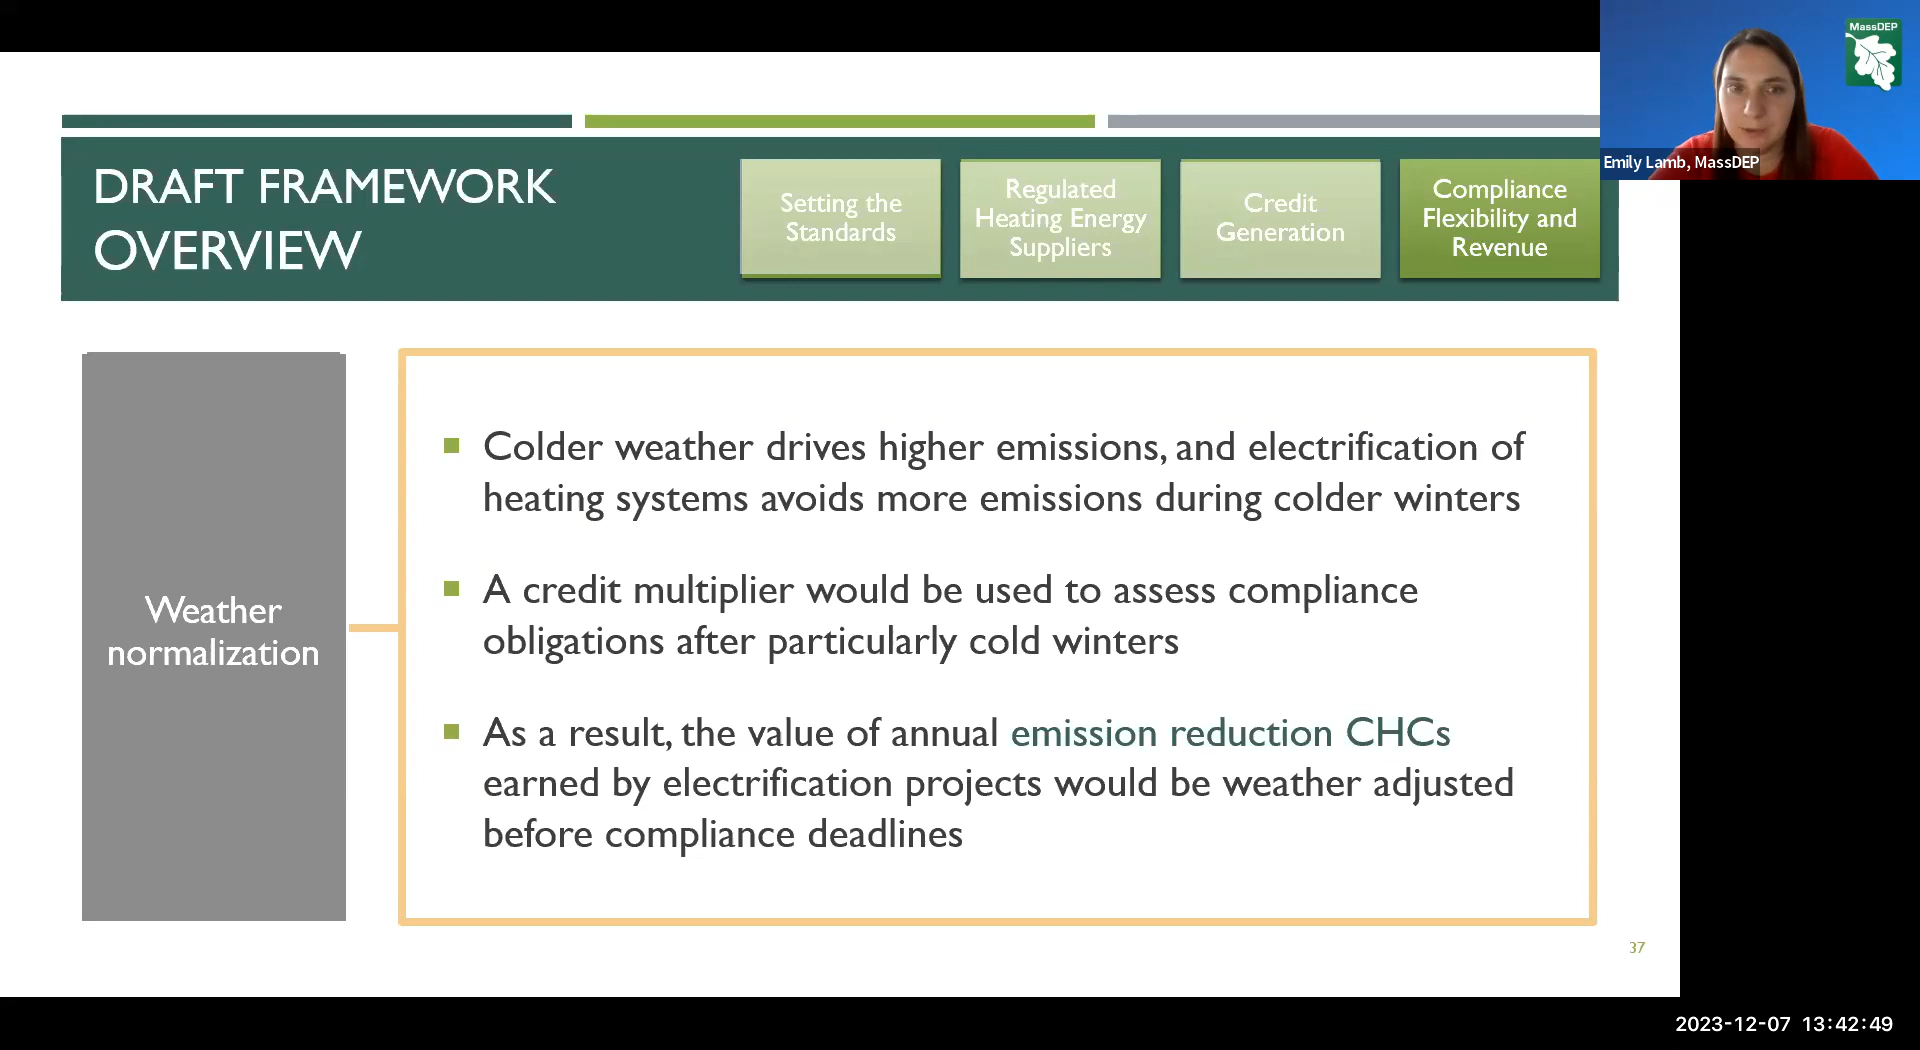 MassDEP
Emily Lamb, MassDEP
DRAFT FRAMEWORK
OVERVIEW
Setting the
Standards
Regulated
Heating Energy
Suppliers
Credit
Generation
Compliance
Flexibility and
Revenue
Weather
normalization
■ Colder weather drives higher emissions, and electrification of
heating systems avoids more emissions during colder winters
■ A credit multiplier would be used to assess compliance
obligations after particularly cold winters
■ As a result, the value of annual emission reduction CHCs
earned by electrification projects would be weather adjusted
before compliance deadlines
37
2023-12-07 13:42:49